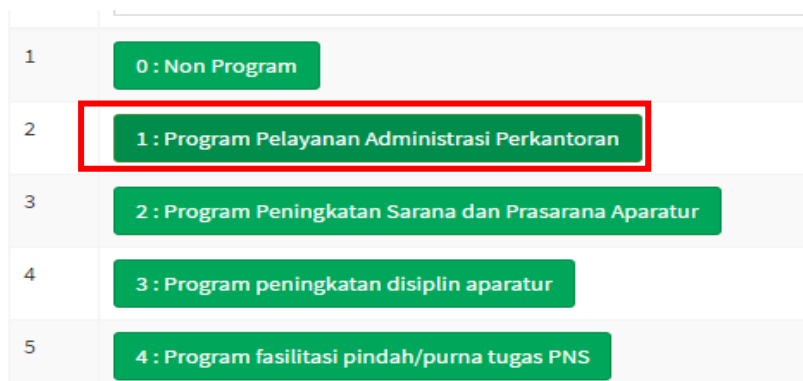 1 0 : Non Program
2 1 : Program Pelayanan Administrasi Perkantoran
3 2 : Program Peningkatan Sarana dan Prasarana Aparatur
4 3 : Program peningkatan disiplin aparatur
5 4 : Program fasilitasi pindah/purna tugas PNS